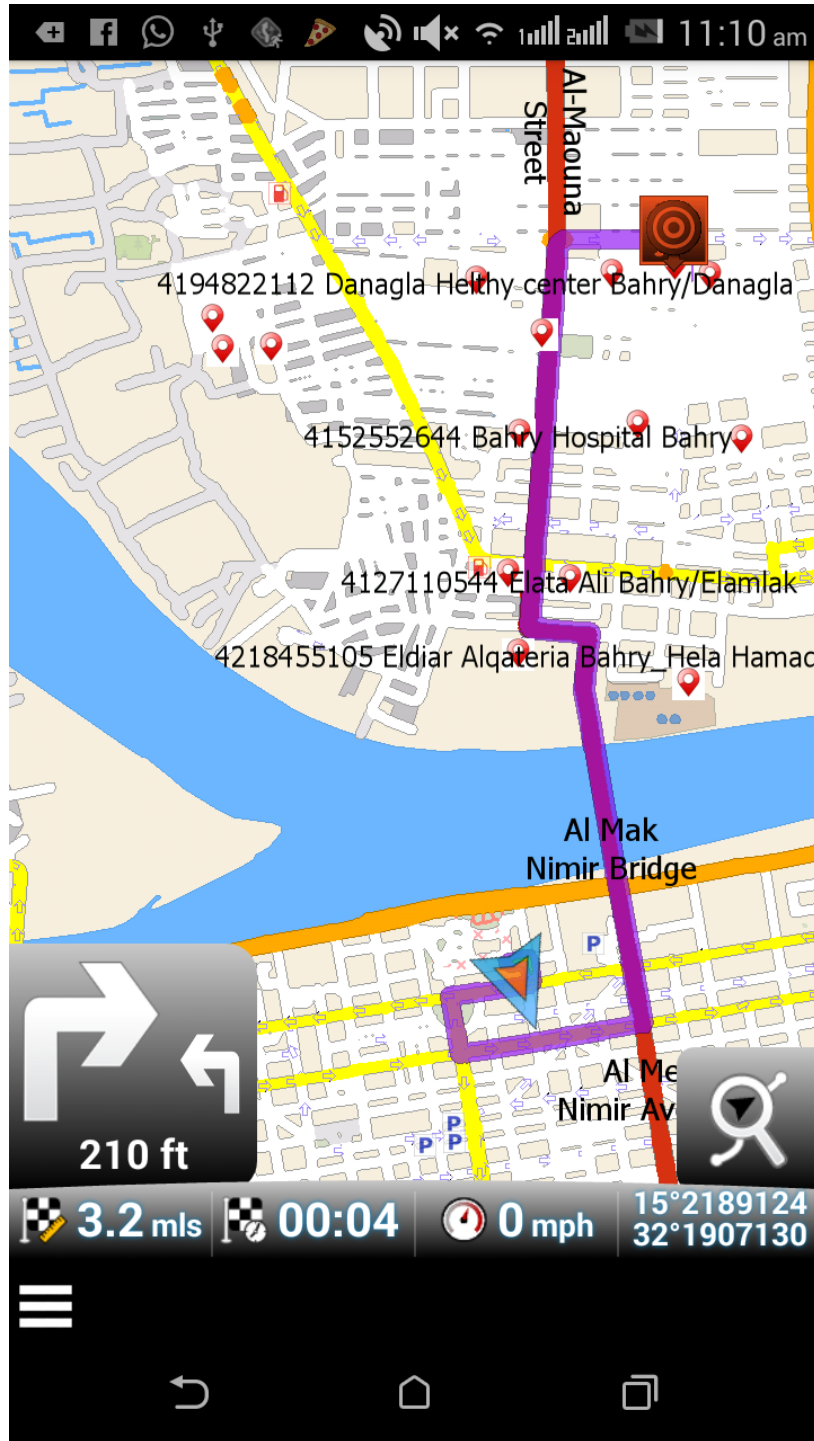 11:10 am
Al-Maouna
Street
4194822112 Danagla Helthy center Bahry/Danagla
4152552644 Bahry Hospital Bahry
4127110544 Elata Ali Bahry/Elamlak
4218455105 Eldiar Alqateria Bahry_Hela Hamad
Al Mak
Nimir Bridge
P
Al Me
Nimir Av
P
P
P
210 ft
3.2 mls
00:04
0 mph
15°2189124
32°1907130